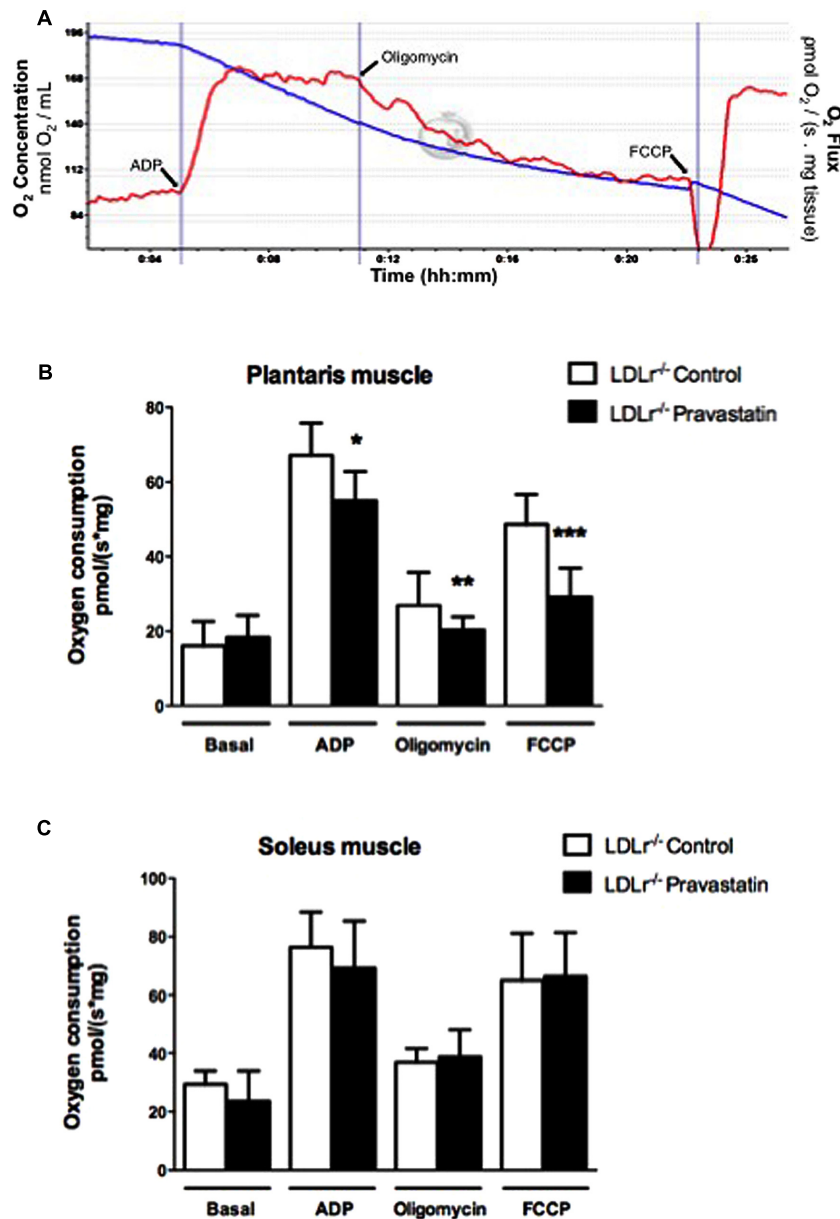 A
196
168
140
112
84
O2 Concentration
nmol O2 / mL
ADP
Oligomycin
FCCP
O2 Flux
pmol O2 / (s . mg tissue)
0:04
0:08
0:12
0:16
0:20
0:25
Time (hh:mm)
B
Plantaris muscle
LDLr-/- Control
LDLr-/- Pravastatin
Oxygen consumption
pmol/(s*mg)
80
60
40
20
0
*
**
***
Basal
ADP
Oligomycin
FCCP
C
Soleus muscle
LDLr-/- Control
LDLr-/- Pravastatin
Oxygen consumption
pmol/(s*mg)
100
80
60
40
20
0
Basal
ADP
Oligomycin
FCCP